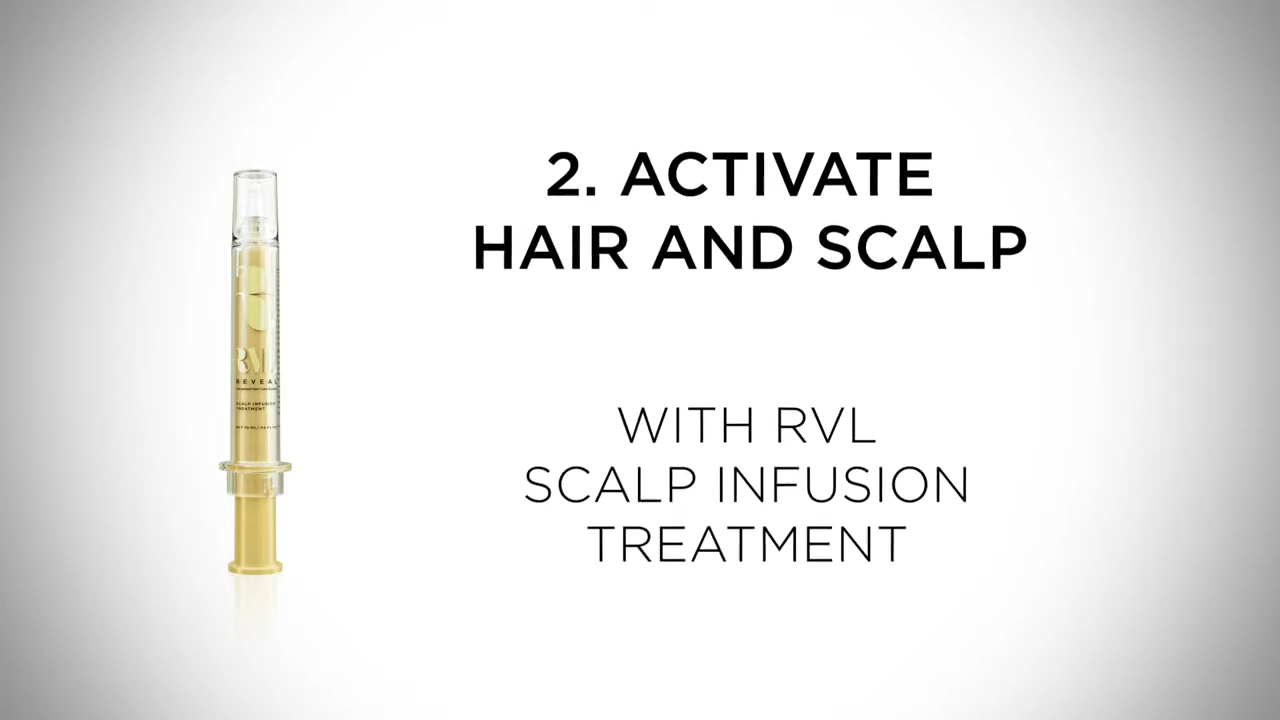 2. ACTIVATE
HAIR AND SCALP
WITH RVL
SCALP INFUSION
TREATMENT
RVL
REVEAL
SCALP INFUSION
TREATMENT